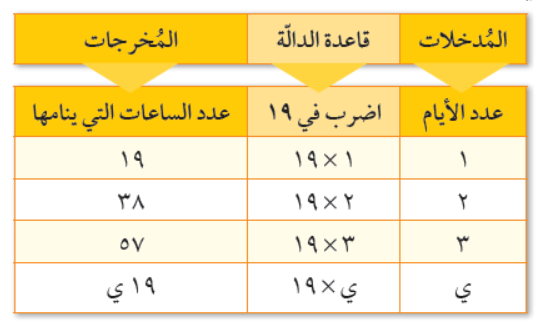 المُدخلات قاعدة الدالّة المُخرجات
عدد الأيام اضرب في ١٩ عدد الساعات التي ينامها
١ ١ × ١٩ ١٩
٢ ٢ × ١٩ ٣٨
٣ ٣ × ١٩ ٥٧
ي ي × ١٩ ١٩ ي